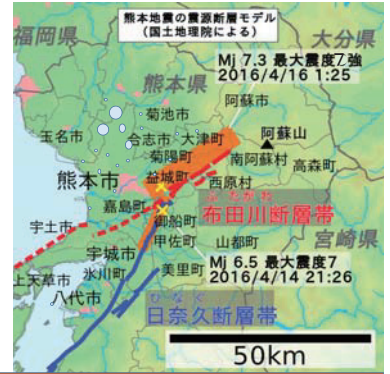 熊本地震の震源断層モデル
（国土地理院による）
福岡県
大分県
Mj 7.3 最大震度7強
2016/4/16 1:25
熊本県
菊池市
阿蘇市
玉名市
合志市
大津町
阿蘇山
菊陽町
南阿蘇村
高森町
熊本市
益城町
西原村
嘉島町
ふたがわ
布田川断層帯
宇土市
御船町
宮崎県
宇城市
甲佐町
山都町
Mj 6.5 最大震度7
2016/4/14 21:26
氷川町
美里町
上天草市
八代市
ひなぐ
日奈久断層帯
50km